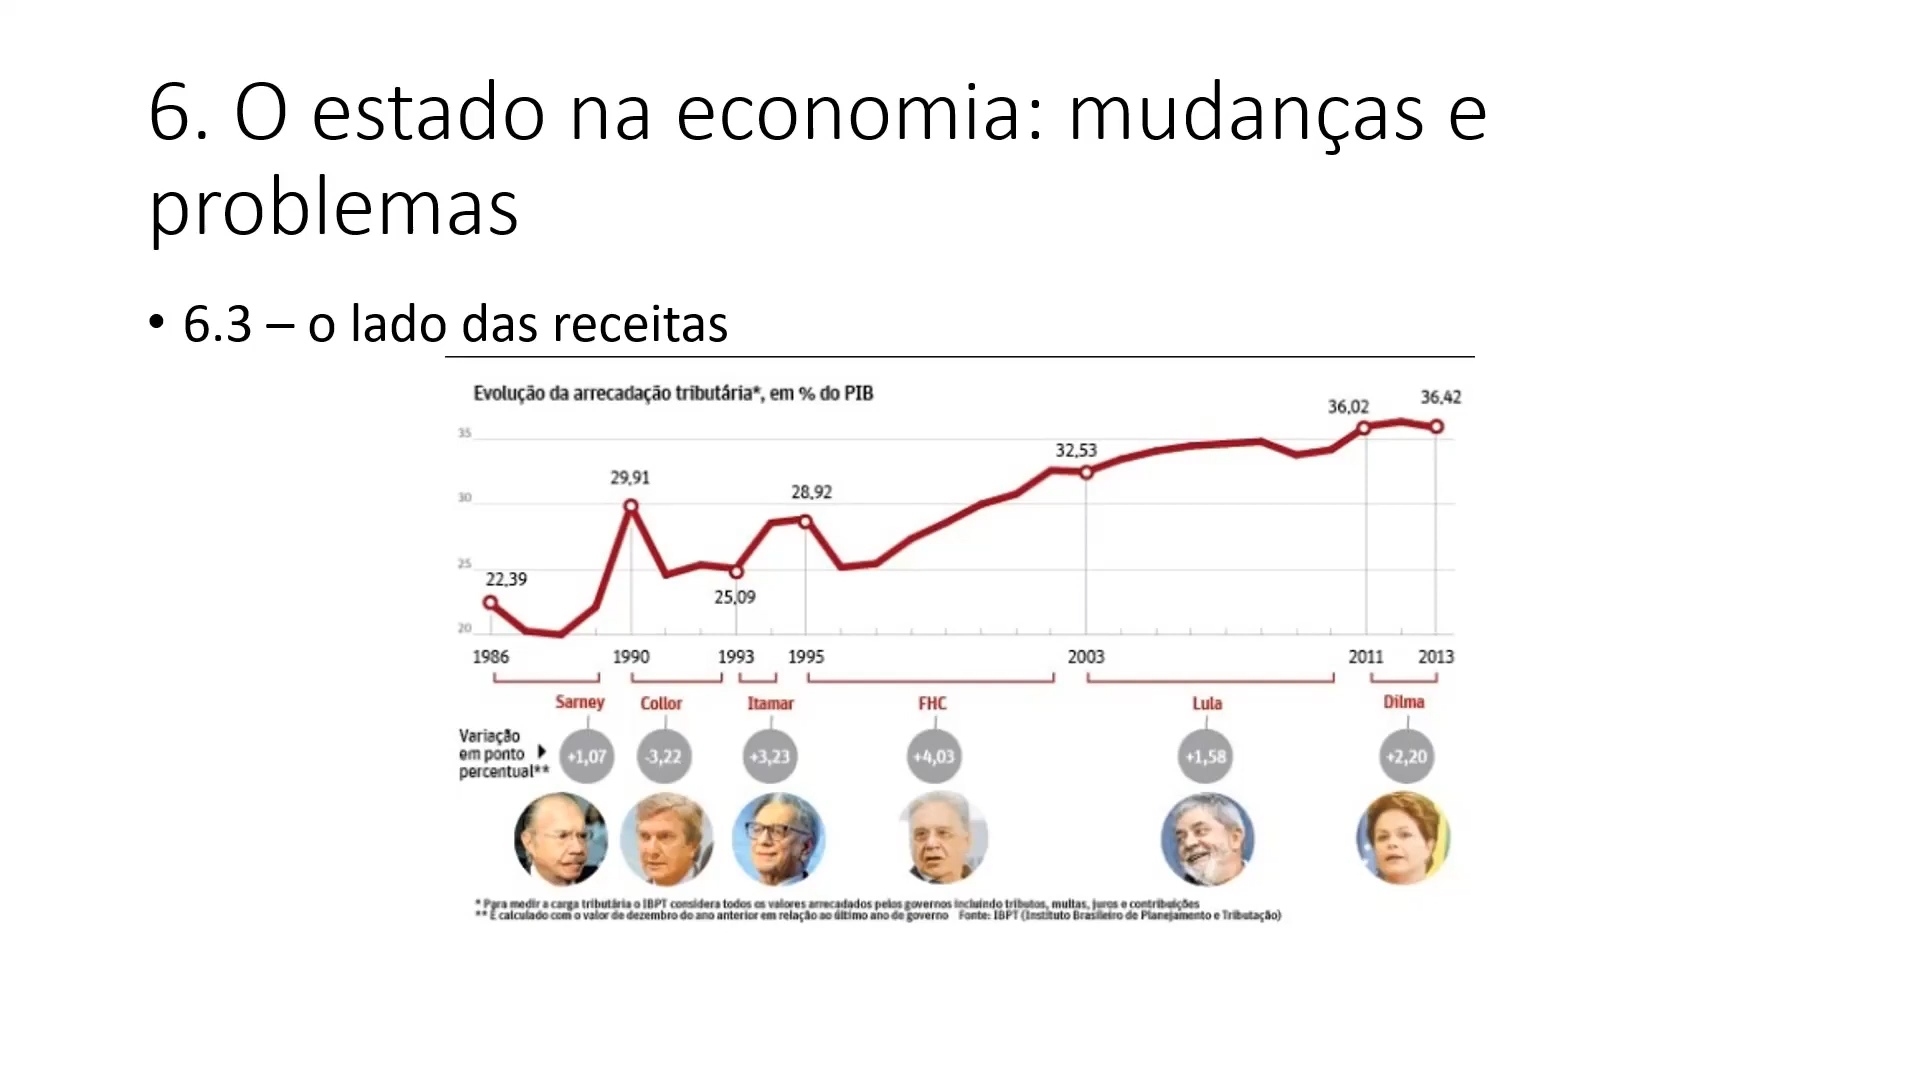 6. O estado na economia: mudanças e
problemas
• 6.3 – o lado das receitas
Evolução da arrecadação tributária*, em % do PIB
36,42
36,02
35
32,53
29,91
28,92
30
25
22,39
25,09
20
1986 1990 1993 1995 2003 2011 2013
Sarney Collor Itamar FHC Lula Dilma
Variação
em ponto
percentual**
+1,07 -3,22 +3,23 +4,03 +1,58 +2,20
* Para medir a carga tributária o IBPT considera todos os valores arrecadados pelos governos incluindo tributos, multas, juros e contribuições
** É calculado com o valor de dezembro do ano anterior em relação ao último ano de governo Fonte: IBPT (Instituto Brasileiro de Planejamento e Tributação)